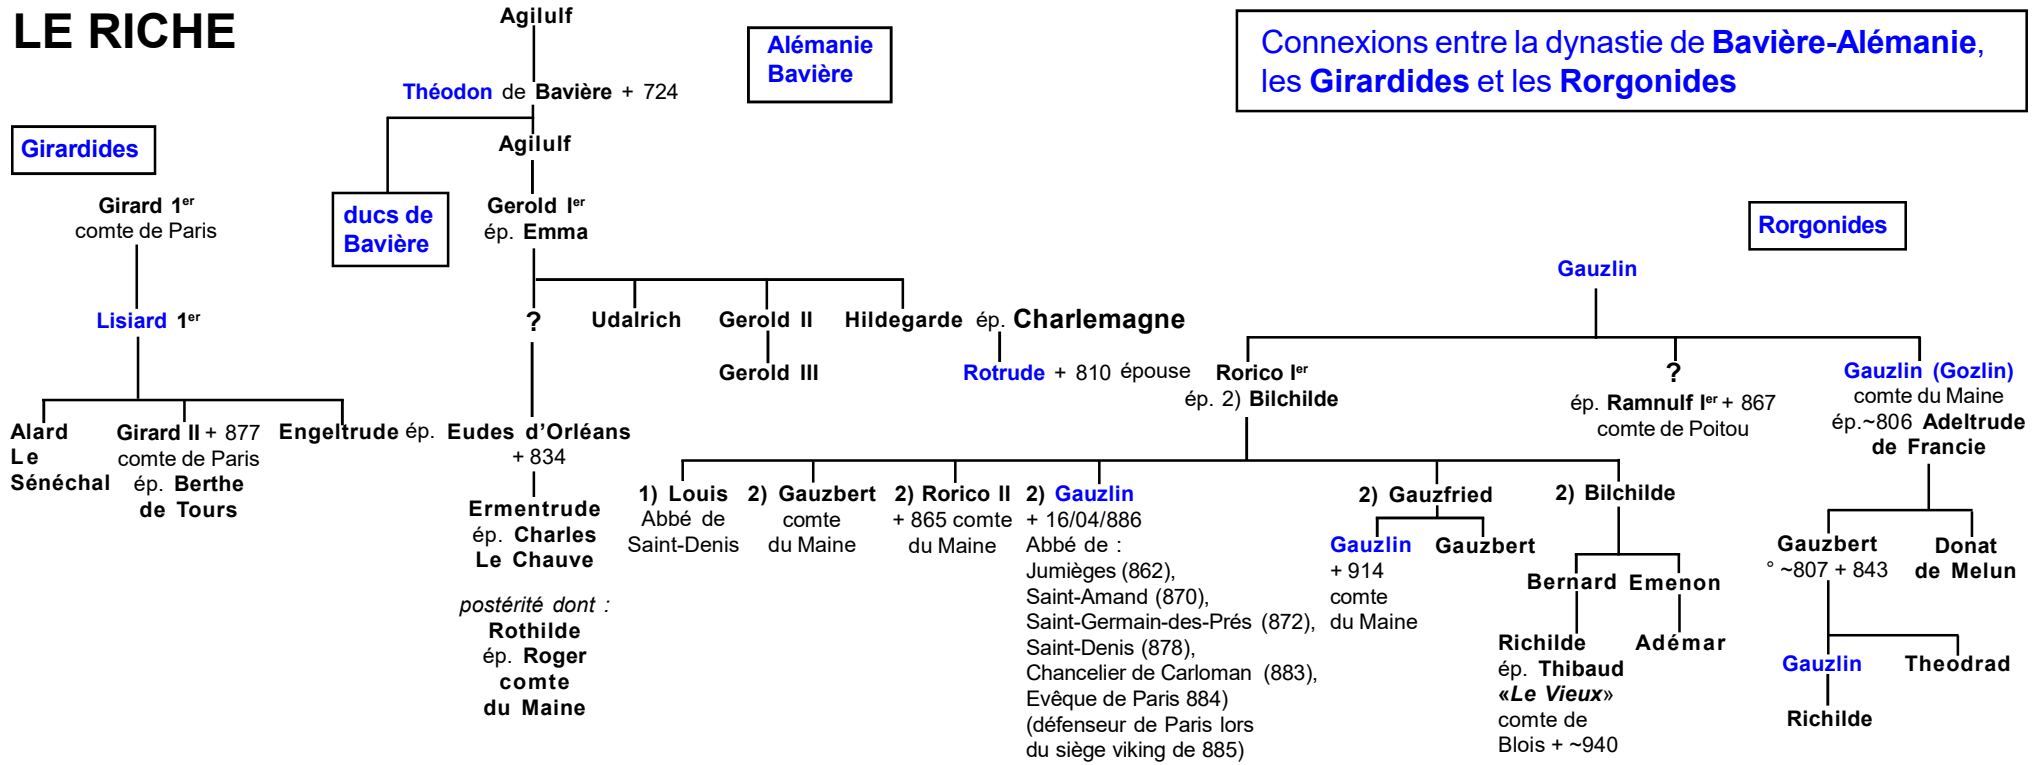 LE RICHE
Agilulf
Alémanie
Bavière
Connexions entre la dynastie de Bavière-Alémanie,
les Girardides et les Rorgonides
Théodon de Bavière + 724
Girardides
Agilulf
Girard 1er
comte de Paris
ducs de
Bavière
Gerold Ier
ép. Emma
Rorgonides
Gauzlin
Lisiard 1er
?
Udalrich
Gerold II
Hildegarde ép. Charlemagne
Gerold III
Rotrude + 810 épouse
Rorico Ier
ép. 2) Bilchilde
?
ép. Ramnulf Ier + 867
comte de Poitou
Gauzlin (Gozlin)
comte du Maine
ép.~806 Adeltrude
de Francie
Alard
Le
Sénéchal
Girard II + 877
comte de Paris
ép. Berthe
de Tours
Engeltrude ép. Eudes d’Orléans
+ 834
Ermentrude
ép. Charles
Le Chauve
postérité dont :
Rothilde
ép. Roger
comte
du Maine
1) Louis
Abbé de
Saint-Denis
2) Gauzbert
comte
du Maine
2) Rorico II
+ 865 comte
du Maine
2) Gauzlin
+ 16/04/886
Abbé de :
Jumièges (862),
Saint-Amand (870),
Saint-Germain-des-Prés (872),
Saint-Denis (878),
Chancelier de Carloman (883),
Evêque de Paris 884)
(défenseur de Paris lors
du siège viking de 885)
2) Gauzfried
Gauzlin
+ 914
comte
du Maine
Gauzbert
2) Bilchilde
Bernard
Emenon
Richilde
ép. Thibaud
«Le Vieux»
comte de
Blois + ~940
Adémar
Gauzbert
° ~807 + 843
Donat
de Melun
Gauzlin
Theodrad
Richilde